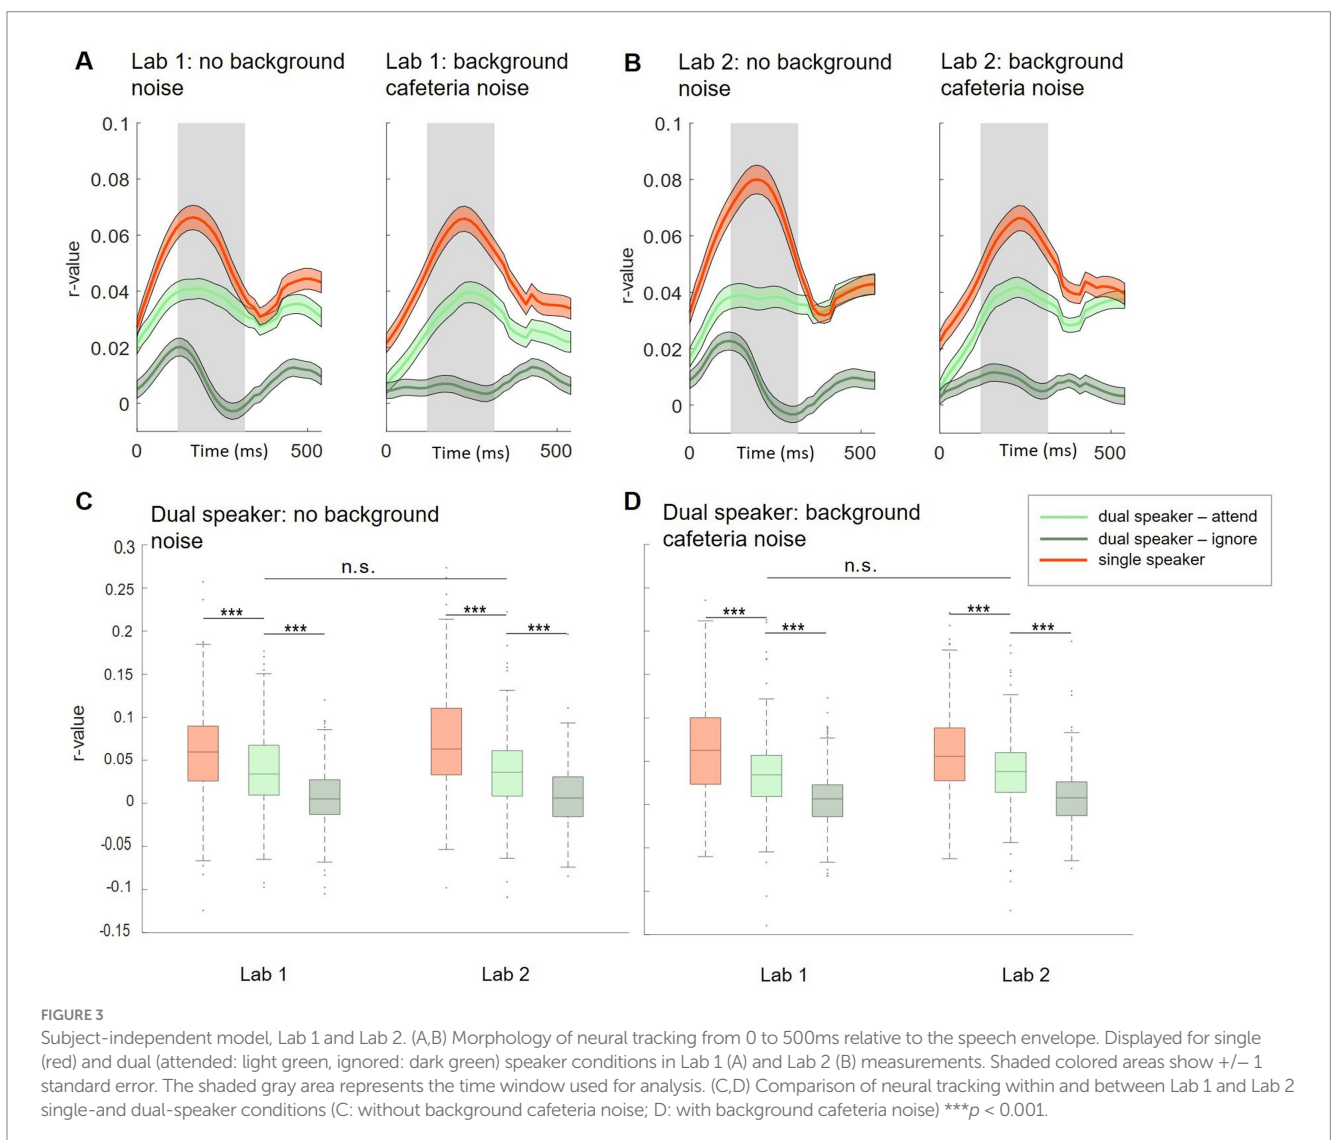 A
Lab 1: no background
noise
Lab 1: background
cafeteria noise
B
Lab 2: no background
noise
Lab 2: background
cafeteria noise
r-value
0.1
0.08
0.06
0.04
0.02
0
0
Time (ms)
500
0
Time (ms)
500
r-value
0.1
0.08
0.06
0.04
0.02
0
0
Time (ms)
500
0
Time (ms)
500
C
Dual speaker: no background
noise
r-value
0.3
0.25
0.2
0.15
0.1
0.05
0
-0.05
-0.1
-0.15
n.s.
***
***
***
***
Lab 1
Lab 2
D
Dual speaker: background
cafeteria noise
n.s.
***
***
***
***
Lab 1
Lab 2
dual speaker – attend
dual speaker – ignore
single speaker
FIGURE 3
Subject-independent model, Lab 1 and Lab 2. (A,B) Morphology of neural tracking from 0 to 500ms relative to the speech envelope. Displayed for single
(red) and dual (attended: light green, ignored: dark green) speaker conditions in Lab 1 (A) and Lab 2 (B) measurements. Shaded colored areas show +/− 1
standard error. The shaded gray area represents the time window used for analysis. (C,D) Comparison of neural tracking within and between Lab 1 and Lab 2
single-and dual-speaker conditions (C: without background cafeteria noise; D: with background cafeteria noise) ***p < 0.001.